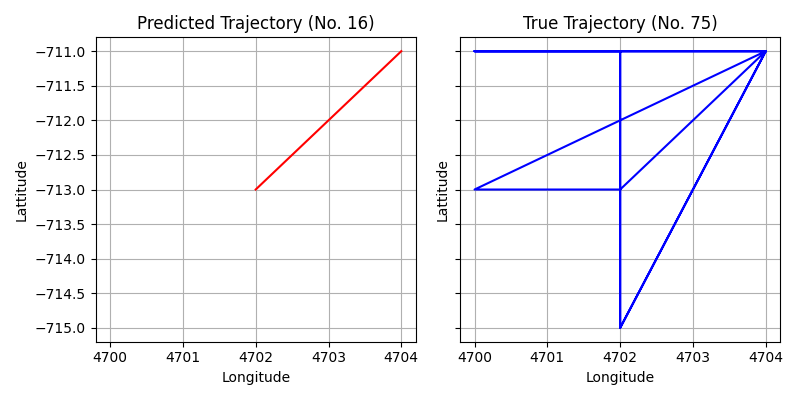 Predicted Trajectory (No. 16)
True Trajectory (No. 75)
−711.0
−711.5
−712.0
−712.5
−713.0
−713.5
−714.0
−714.5
−715.0
Lattitude
Lattitude
4700 4701 4702 4703 4704
4700 4701 4702 4703 4704
Longitude
Longitude